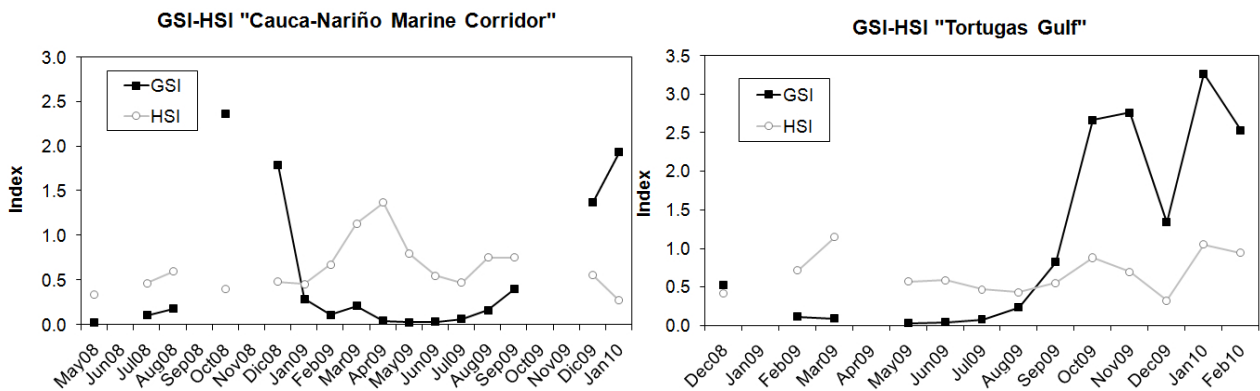 GSI-HSI "Cauca-Nariño Marine Corridor"
3.0
2.5
2.0
1.5
1.0
0.5
0.0
Index
GSI
HSI
May08
Jun08
Jul08
Aug08
Sep08
Oct08
Nov08
Dic08
Jan09
Feb09
Mar09
Apr09
May09
Jun09
Jul09
Aug09
Sep09
Oct09
Nov09
Dic09
Jan10
GSI-HSI "Tortugas Gulf"
3.5
3.0
2.5
2.0
1.5
1.0
0.5
0.0
Index
GSI
HSI
Dec08
Jan09
Feb09
Mar09
Apr09
May09
Jun09
Jul09
Aug09
Sep09
Oct09
Nov09
Dec09
Jan10
Feb10